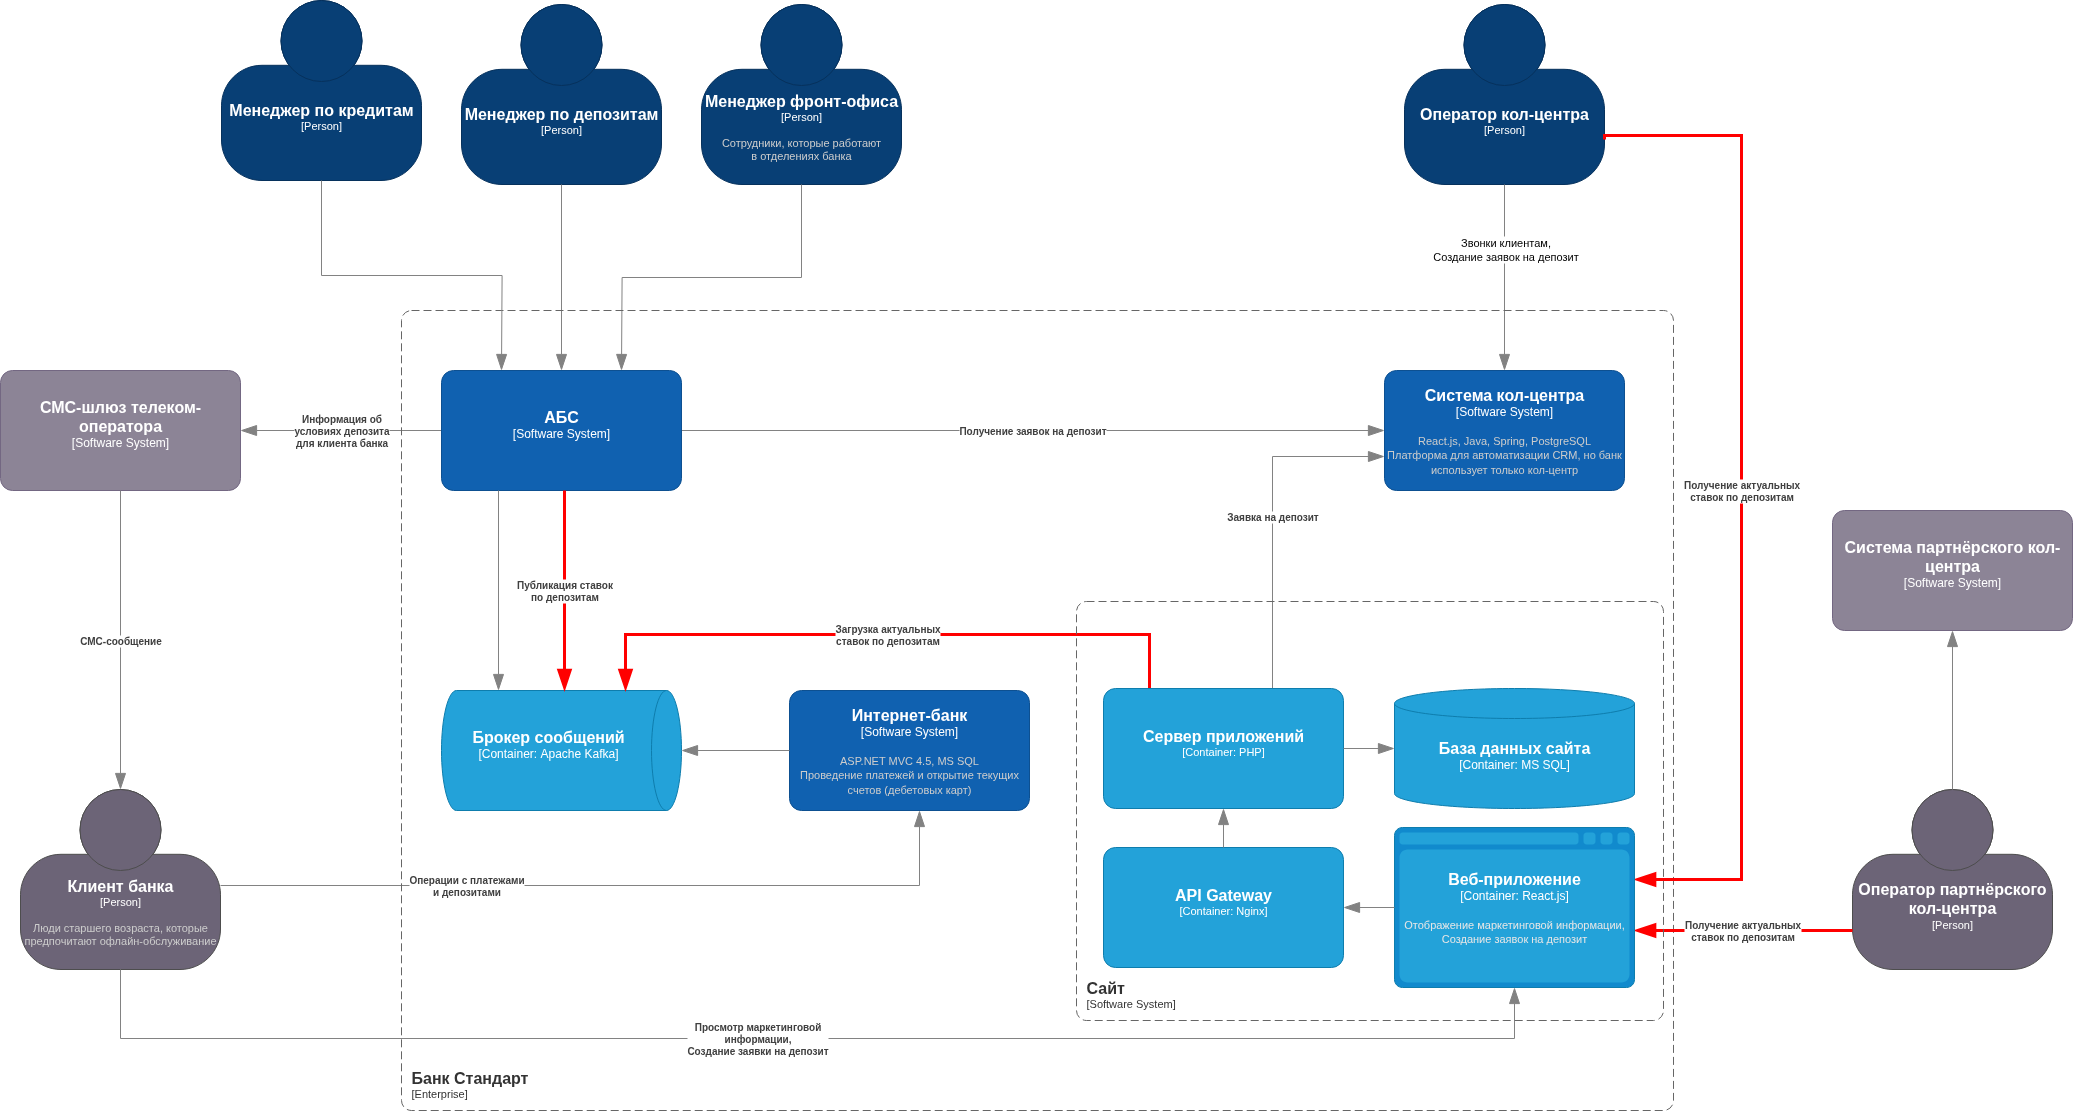 Менеджер по кредитам
[Person]
Менеджер по депозитам
[Person]
Менеджер фронт-офиса
[Person]
Сотрудники, которые работают
в отделениях банка
Оператор кол-центра
[Person]
Звонки клиентам,
Создание заявок на депозит
СМС-шлюз телеком-
оператора
[Software System]
Информация об
условиях депозита
для клиента банка
АБС
[Software System]
Получение заявок на депозит
Система кол-центра
[Software System]
React.js, Java, Spring, PostgreSQL
Платформа для автоматизации CRM, но банк
использует только кол-центр
Получение актуальных
ставок по депозитам
Заявка на депозит
Система партнёрского кол-
центра
[Software System]
Публикация ставок
по депозитам
СМС-сообщение
Загрузка актуальных
ставок по депозитам
Брокер сообщений
[Container: Apache Kafka]
Интернет-банк
[Software System]
ASP.NET MVC 4.5, MS SQL
Проведение платежей и открытие текущих
счетов (дебетовых карт)
Сервер приложений
[Container: PHP]
База данных сайта
[Container: MS SQL]
Клиент банка
[Person]
Люди старшего возраста, которые
предпочитают офлайн-обслуживание
Операции с платежами
и депозитами
API Gateway
[Container: Nginx]
Веб-приложение
[Container: React.js]
Отображение маркетинговой информации,
Создание заявок на депозит
Получение актуальных
ставок по депозитам
Оператор партнёрского
кол-центра
[Person]
Сайт
[Software System]
Просмотр маркетинговой
информации,
Создание заявки на депозит
Банк Стандарт
[Enterprise]